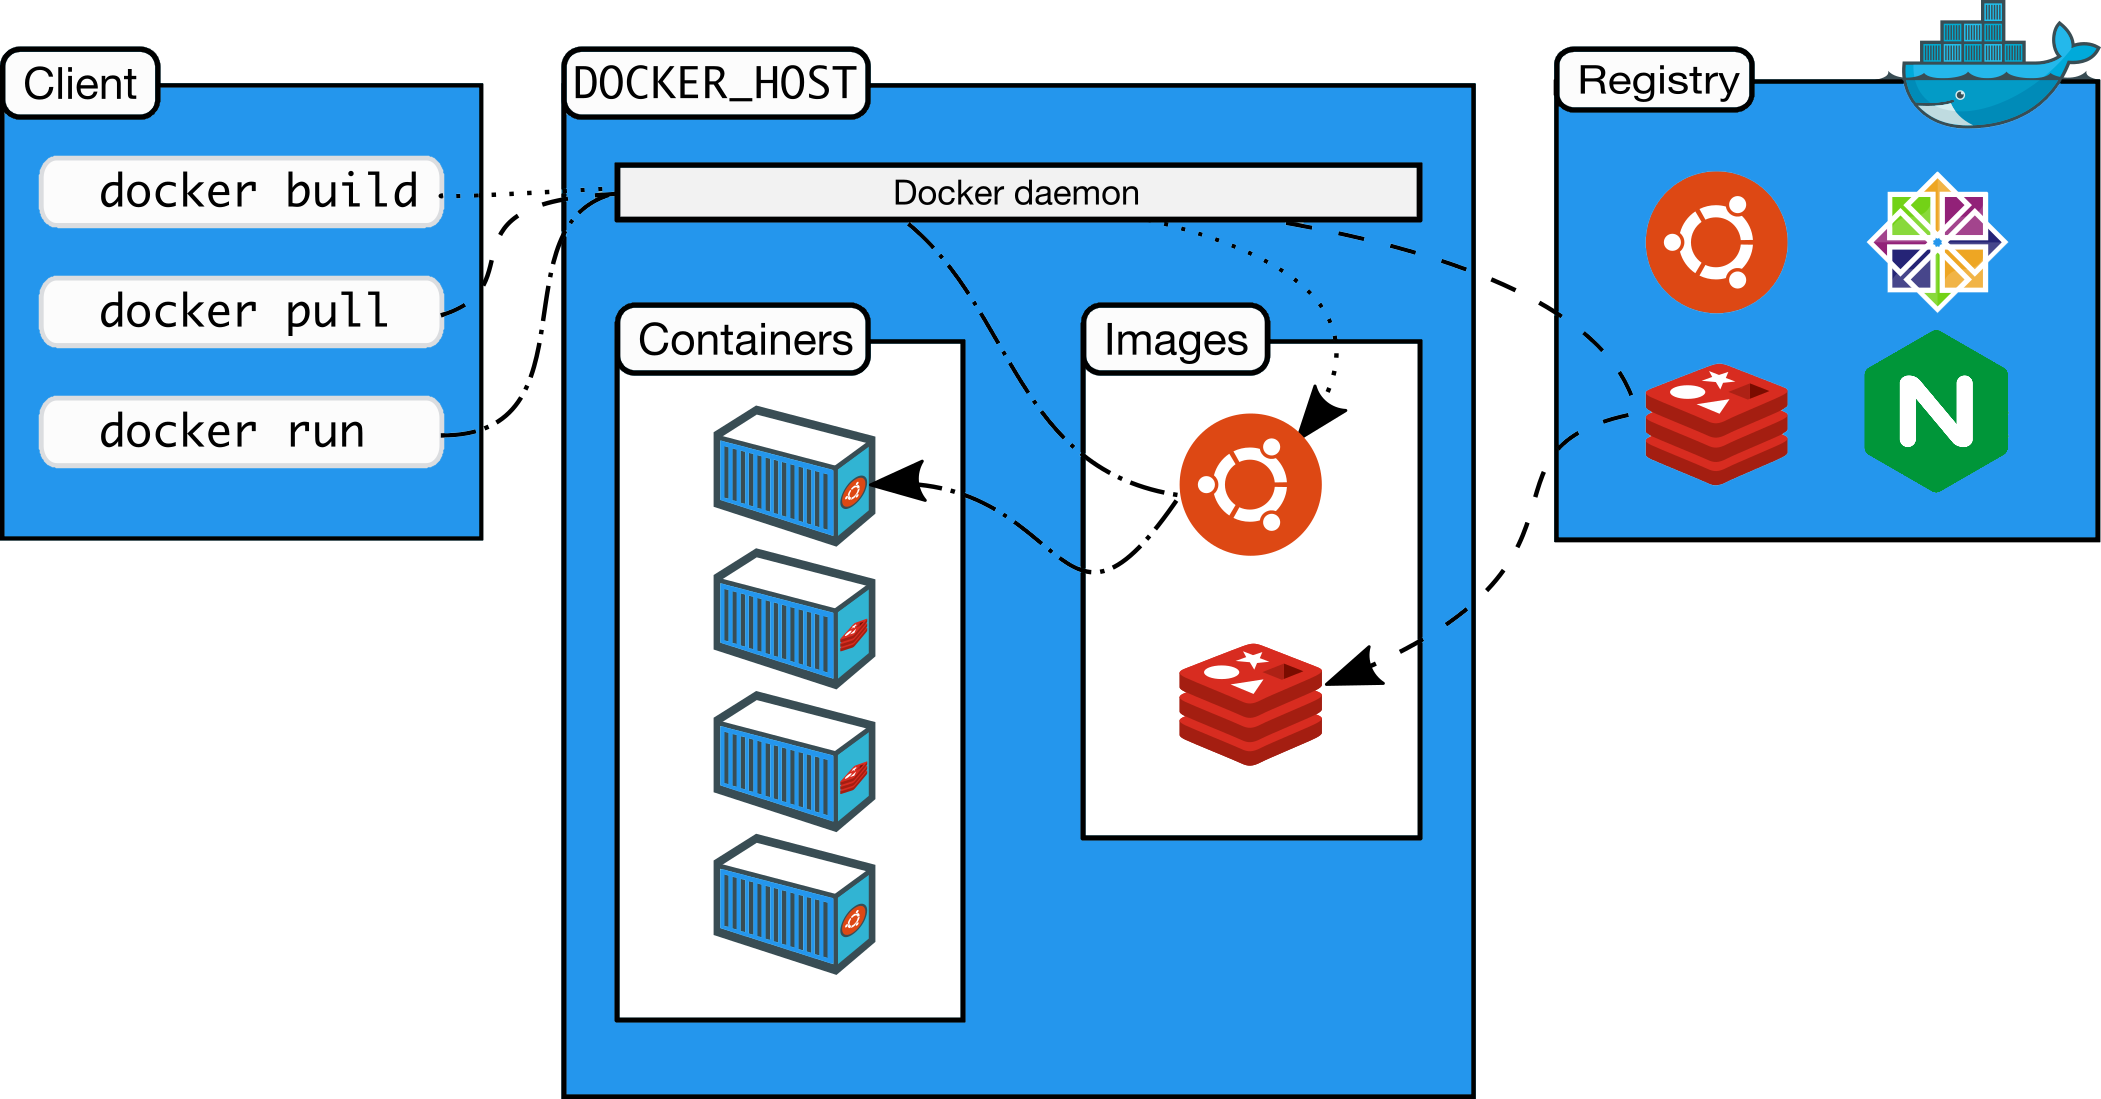 Client
docker build
docker pull
docker run
DOCKER_HOST
Docker daemon
Containers
Images
Registry
N